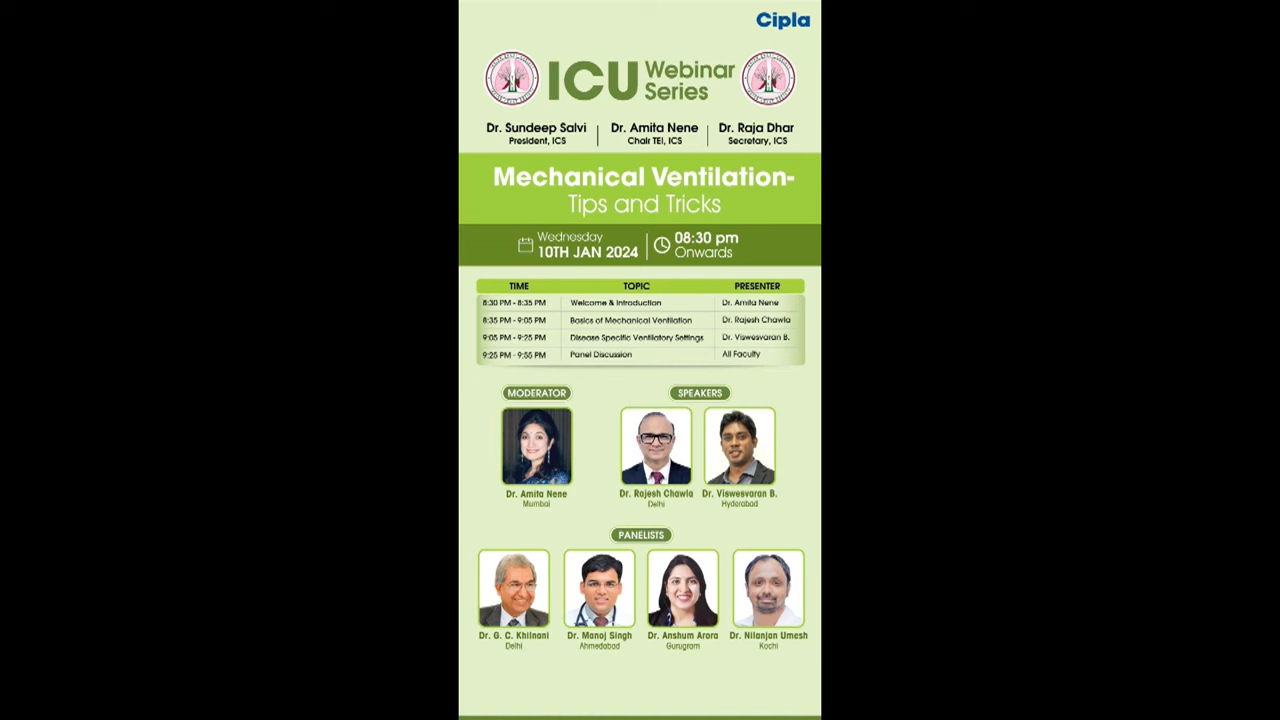 Cipla
ICU Webinar Series
Dr. Sundeep Salvi
President, ICS
Dr. Amita Nene
Chair TEI, ICS
Dr. Raja Dhar
Secretary, ICS
Mechanical Ventilation-
Tips and Tricks
Wednesday
10TH JAN 2024
08:30 pm
Onwards
TIME TOPIC PRESENTER
8:30 PM - 8:35 PM Welcome & Introduction Dr. Amita Nene
8:35 PM - 9:05 PM Basics of Mechanical Ventilation Dr. Rajesh Chawla
9:05 PM - 9:25 PM Disease Specific Ventilatory Settings Dr. Viswesvaran B.
9:25 PM - 9:55 PM Panel Discussion All Faculty
MODERATOR
Dr. Amita Nene
Mumbai
SPEAKERS
Dr. Rajesh Chawla
Delhi
Dr. Viswesvaran B.
Hyderabad
PANELISTS
Dr. G. C. Khilnani
Delhi
Dr. Manoj Singh
Ahmedabad
Dr. Anshum Arora
Gurugram
Dr. Nilanjan Umesh
Kochi